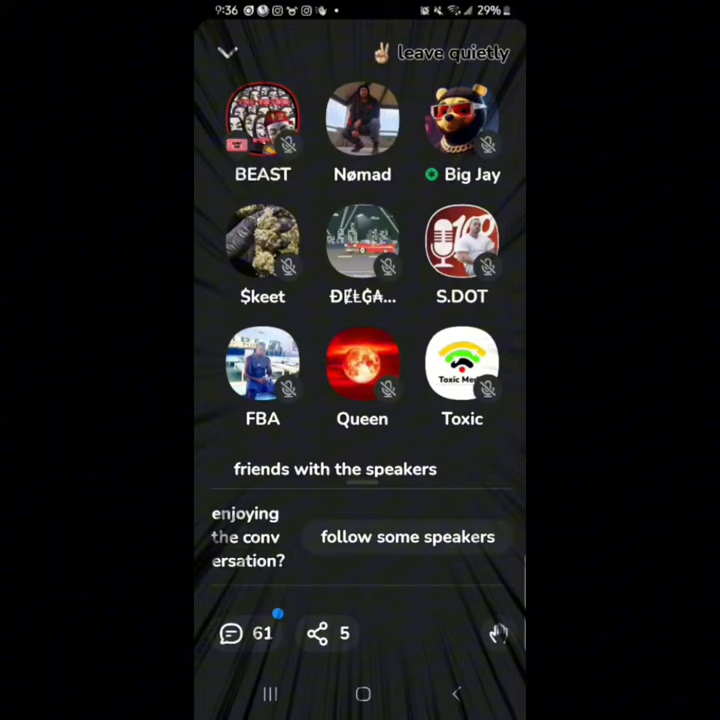 9:36
29%
✌🏼 leave quietly
BEAST
Nømad
Big Jay
$keet
S.DOT
100
FBA
Queen
Toxic
friends with the speakers
enjoying
the conv
ersation?
follow some speakers
61
5